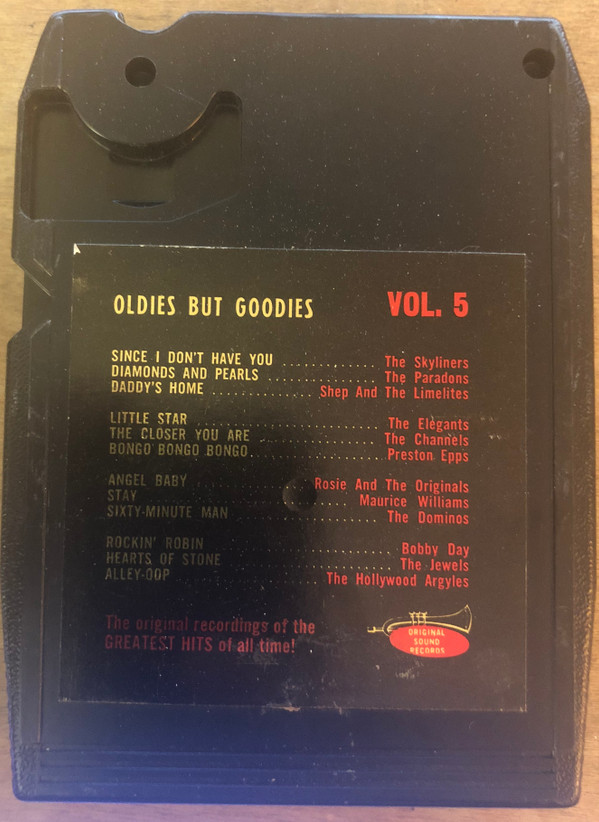 OLDIES BUT GOODIES VOL. 5
SINCE I DON'T HAVE YOU ............. The Skyliners
DIAMONDS AND PEARLS ............... The Paradons
DADDY'S HOME ............ Shep And The Limelites
LITTLE STAR ........................ The Elegants
THE CLOSER YOU ARE ................ The Channels
BONGO BONGO BONGO.................. Preston Epps
ANGEL BABY ............ Rosie And The Originals
STAY ........................ Maurice Williams
SIXTY-MINUTE MAN .................. The Dominos
ROCKIN' ROBIN ...................... Bobby Day
HEARTS OF STONE .................... The Jewels
ALLEY-OOP .............. The Hollywood Argyles
The original recordings of the
GREATEST HITS of all time!
ORIGINAL
SOUND
RECORDS